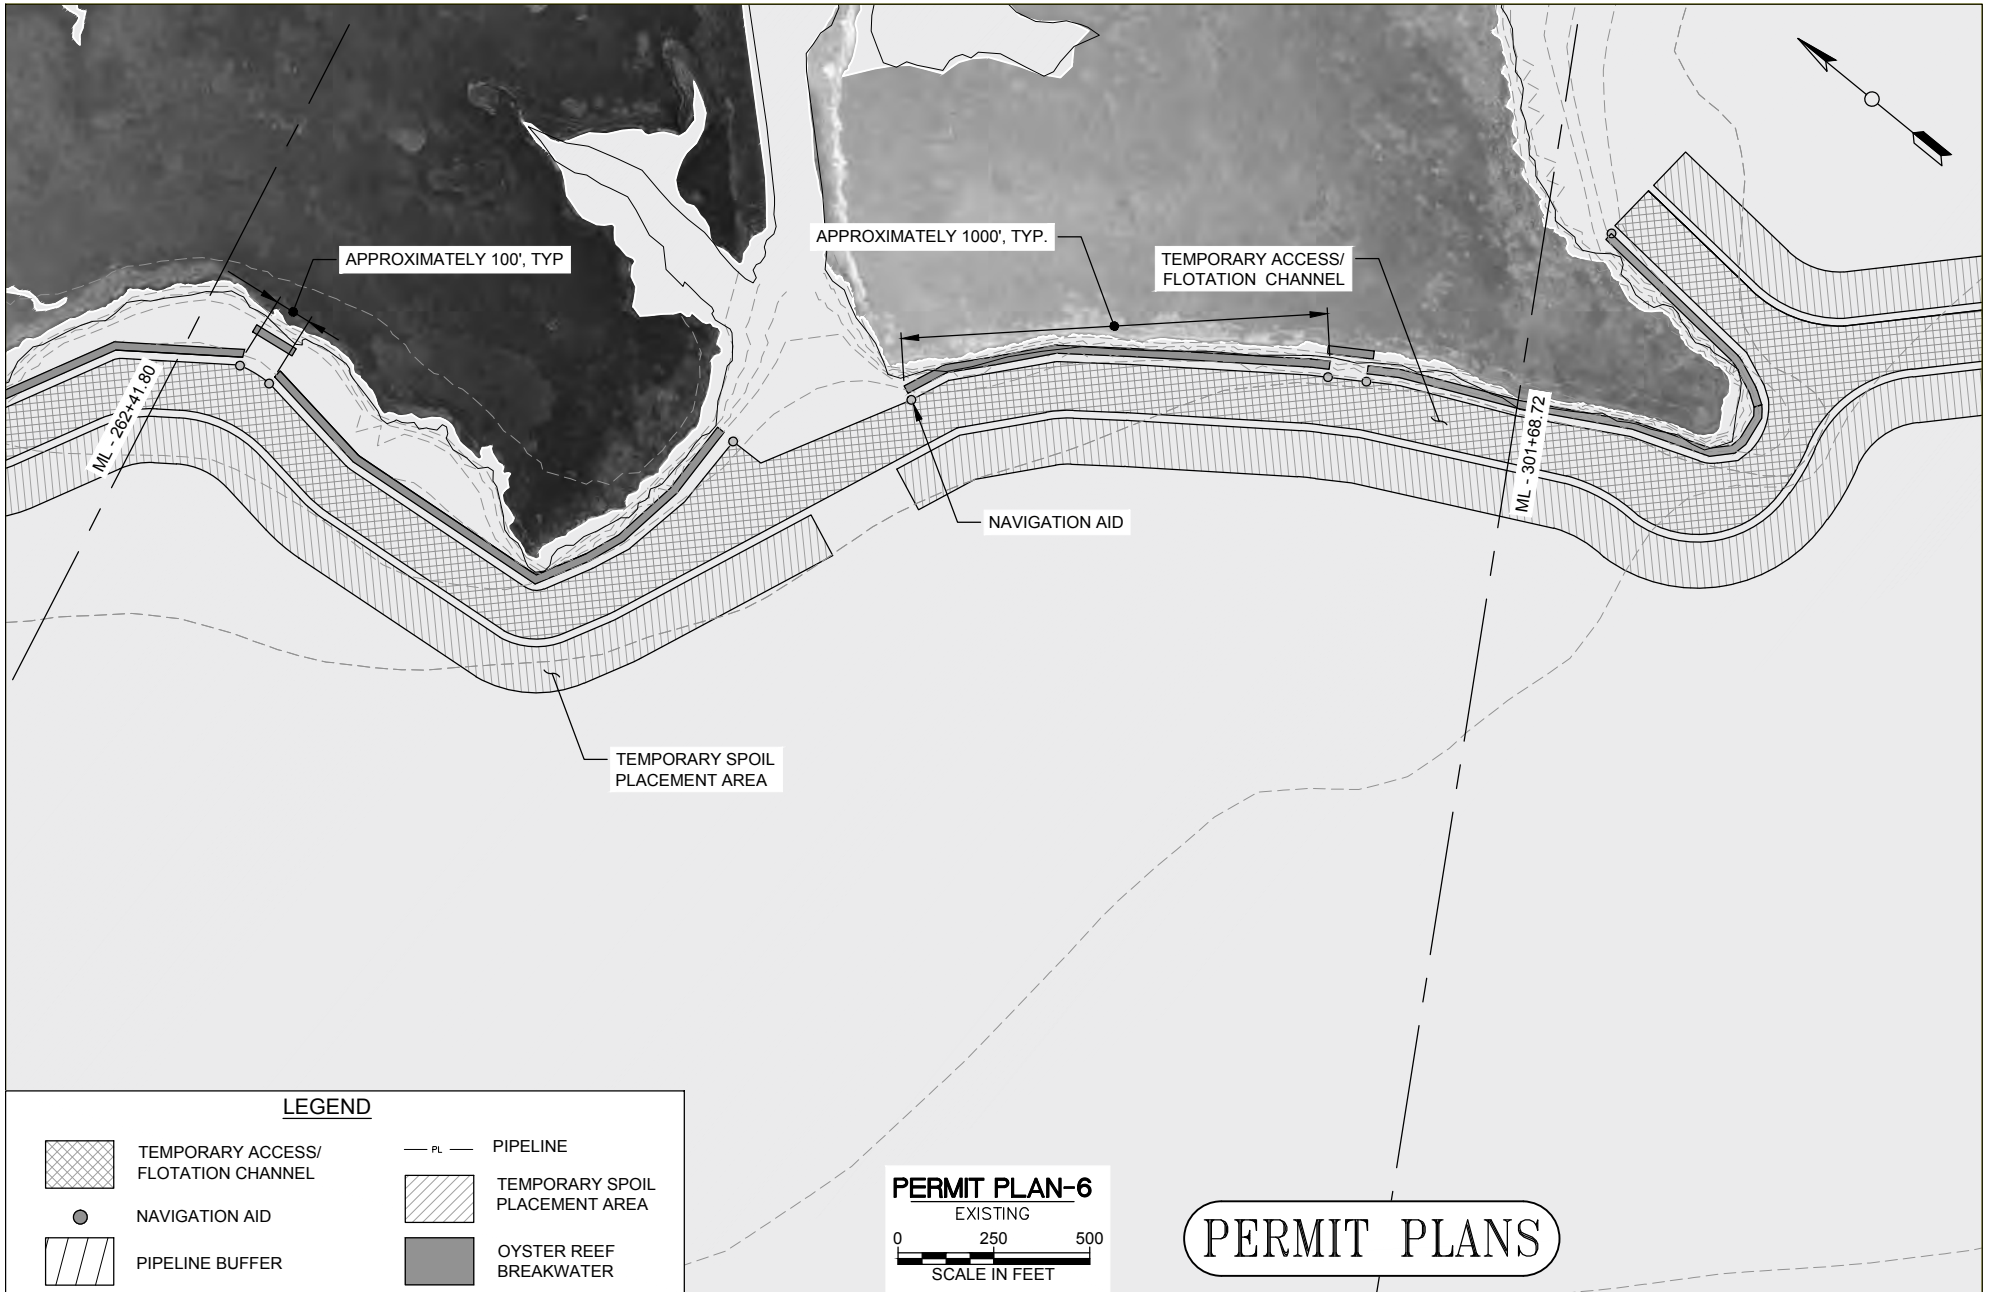 APPROXIMATELY 100', TYP
APPROXIMATELY 1000', TYP.
TEMPORARY ACCESS/
FLOTATION CHANNEL
ML - 262+41.80
ML - 301+68.72
NAVIGATION AID
TEMPORARY SPOIL
PLACEMENT AREA
LEGEND
TEMPORARY ACCESS/
FLOTATION CHANNEL
NAVIGATION AID
PIPELINE BUFFER
PL
PIPELINE
TEMPORARY SPOIL
PLACEMENT AREA
OYSTER REEF
BREAKWATER
PERMIT PLAN-6
EXISTING
0 250 500
SCALE IN FEET
PERMIT PLANS